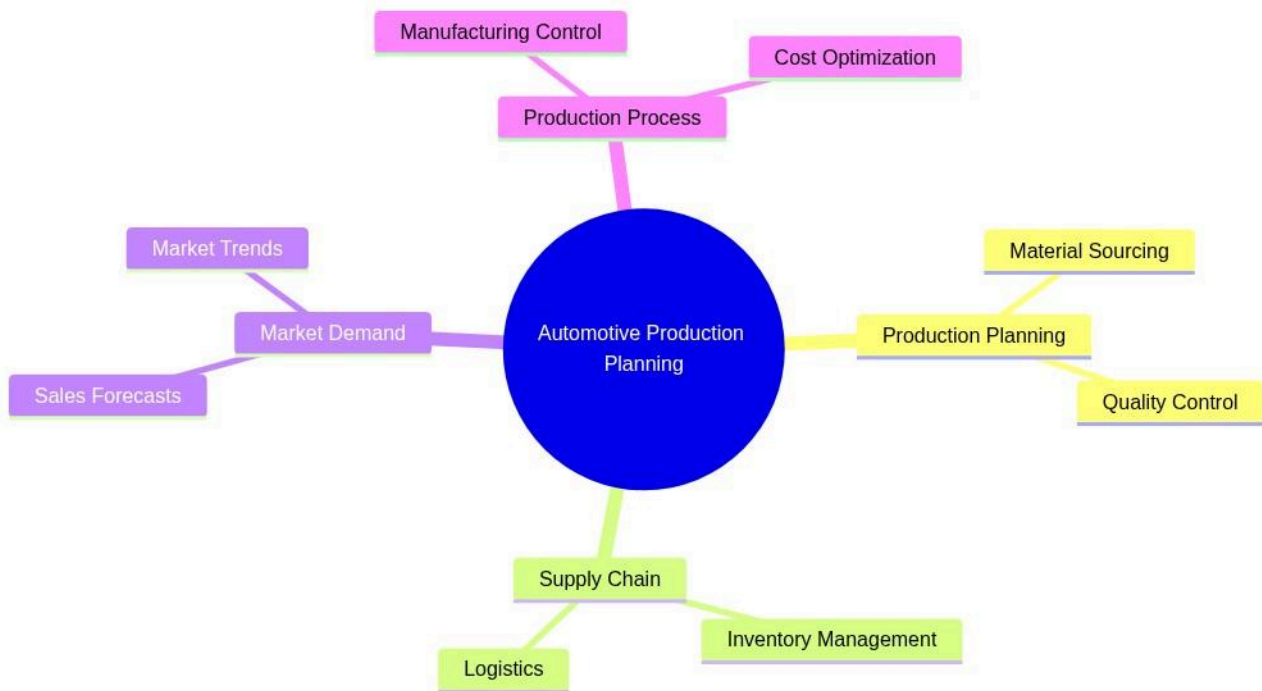 Manufacturing Control
Cost Optimization
Production Process
Market Trends
Material Sourcing
Market Demand
Automotive Production
Planning
Production Planning
Sales Forecasts
Quality Control
Supply Chain
Inventory Management
Logistics